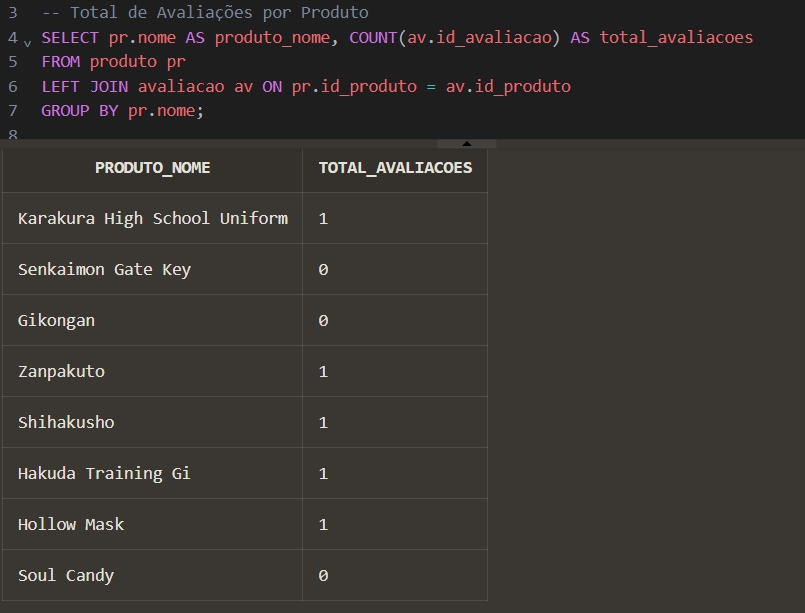 3 -- Total de Avaliações por Produto
4 SELECT pr.nome AS produto_nome, COUNT(av.id_avaliacao) AS total_avaliacoes
5 FROM produto pr
6 LEFT JOIN avaliacao av ON pr.id_produto = av.id_produto
7 GROUP BY pr.nome;
8
PRODUTO_NOME TOTAL_AVALIACOES
Karakura High School Uniform 1
Senkaimon Gate Key 0
Gikongan 0
Zanpakuto 1
Shihakusho 1
Hakuda Training Gi 1
Hollow Mask 1
Soul Candy 0